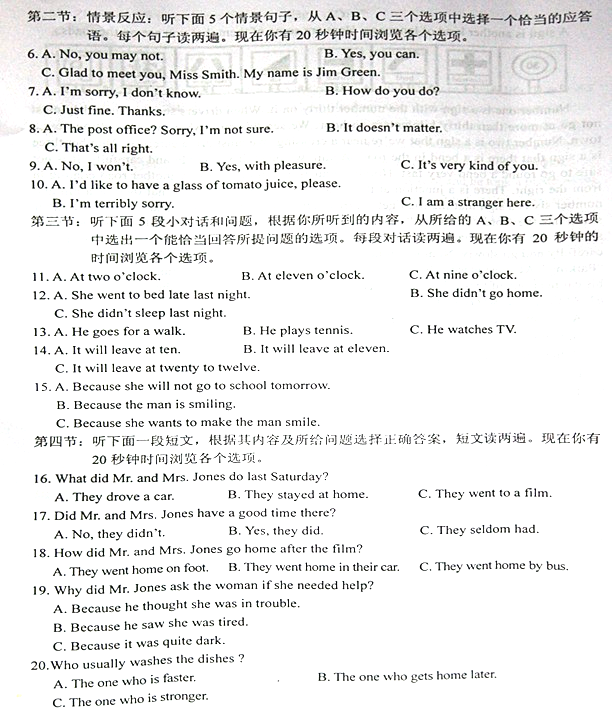 第二节：情景反应：听下面 5 个情景句子，从 A、B、C 三个选项中选择一个恰当的应答
语。每个句子读两遍。现在你有 20 秒钟时间浏览各个选项。
6. A. No, you may not. B. Yes, you can.
C. Glad to meet you, Miss Smith. My name is Jim Green.
7. A. I'm sorry, I don't know. B. How do you do?
C. Just fine. Thanks.
8. A. The post office? Sorry, I'm not sure. B. It doesn't matter.
C. That's all right.
9. A. No, I won't. B. Yes, with pleasure. C. It's very kind of you.
10. A. I'd like to have a glass of tomato juice, please.
B. I'm terribly sorry. C. I am a stranger here.
第三节：听下面 5 段小对话和问题，根据你所听到的内容，从所给的 A、B、C 三个选项
中选出一个能恰当回答所提问题的选项。每段对话读两遍。现在你有 20 秒钟的
时间浏览各个选项。
11. A. At two o'clock. B. At eleven o'clock. C. At nine o'clock.
12. A. She went to bed late last night. B. She didn't go home.
C. She didn't sleep last night.
13. A. He goes for a walk. B. He plays tennis. C. He watches TV.
14. A. It will leave at ten. B. It will leave at eleven.
C. It will leave at twenty to twelve.
15. A. Because she will not go to school tomorrow.
B. Because the man is smiling.
C. Because she wants to make the man smile.
第四节：听下面一段短文，根据其内容及所给问题选择正确答案，短文读两遍。现在你有
20 秒钟时间浏览各个选项。
16. What did Mr. and Mrs. Jones do last Saturday?
A. They drove a car. B. They stayed at home. C. They went to a film.
17. Did Mr. and Mrs. Jones have a good time there?
A. No, they didn't. B. Yes, they did. C. They seldom had.
18. How did Mr. and Mrs. Jones go home after the film?
A. They went home on foot. B. They went home in their car. C. They went home by bus.
19. Why did Mr. Jones ask the woman if she needed help?
A. Because he thought she was in trouble.
B. Because he saw she was tired.
C. Because it was quite dark.
20.Who usually washes the dishes ?
A. The one who is faster. B. The one who gets home later.
C. The one who is stronger.